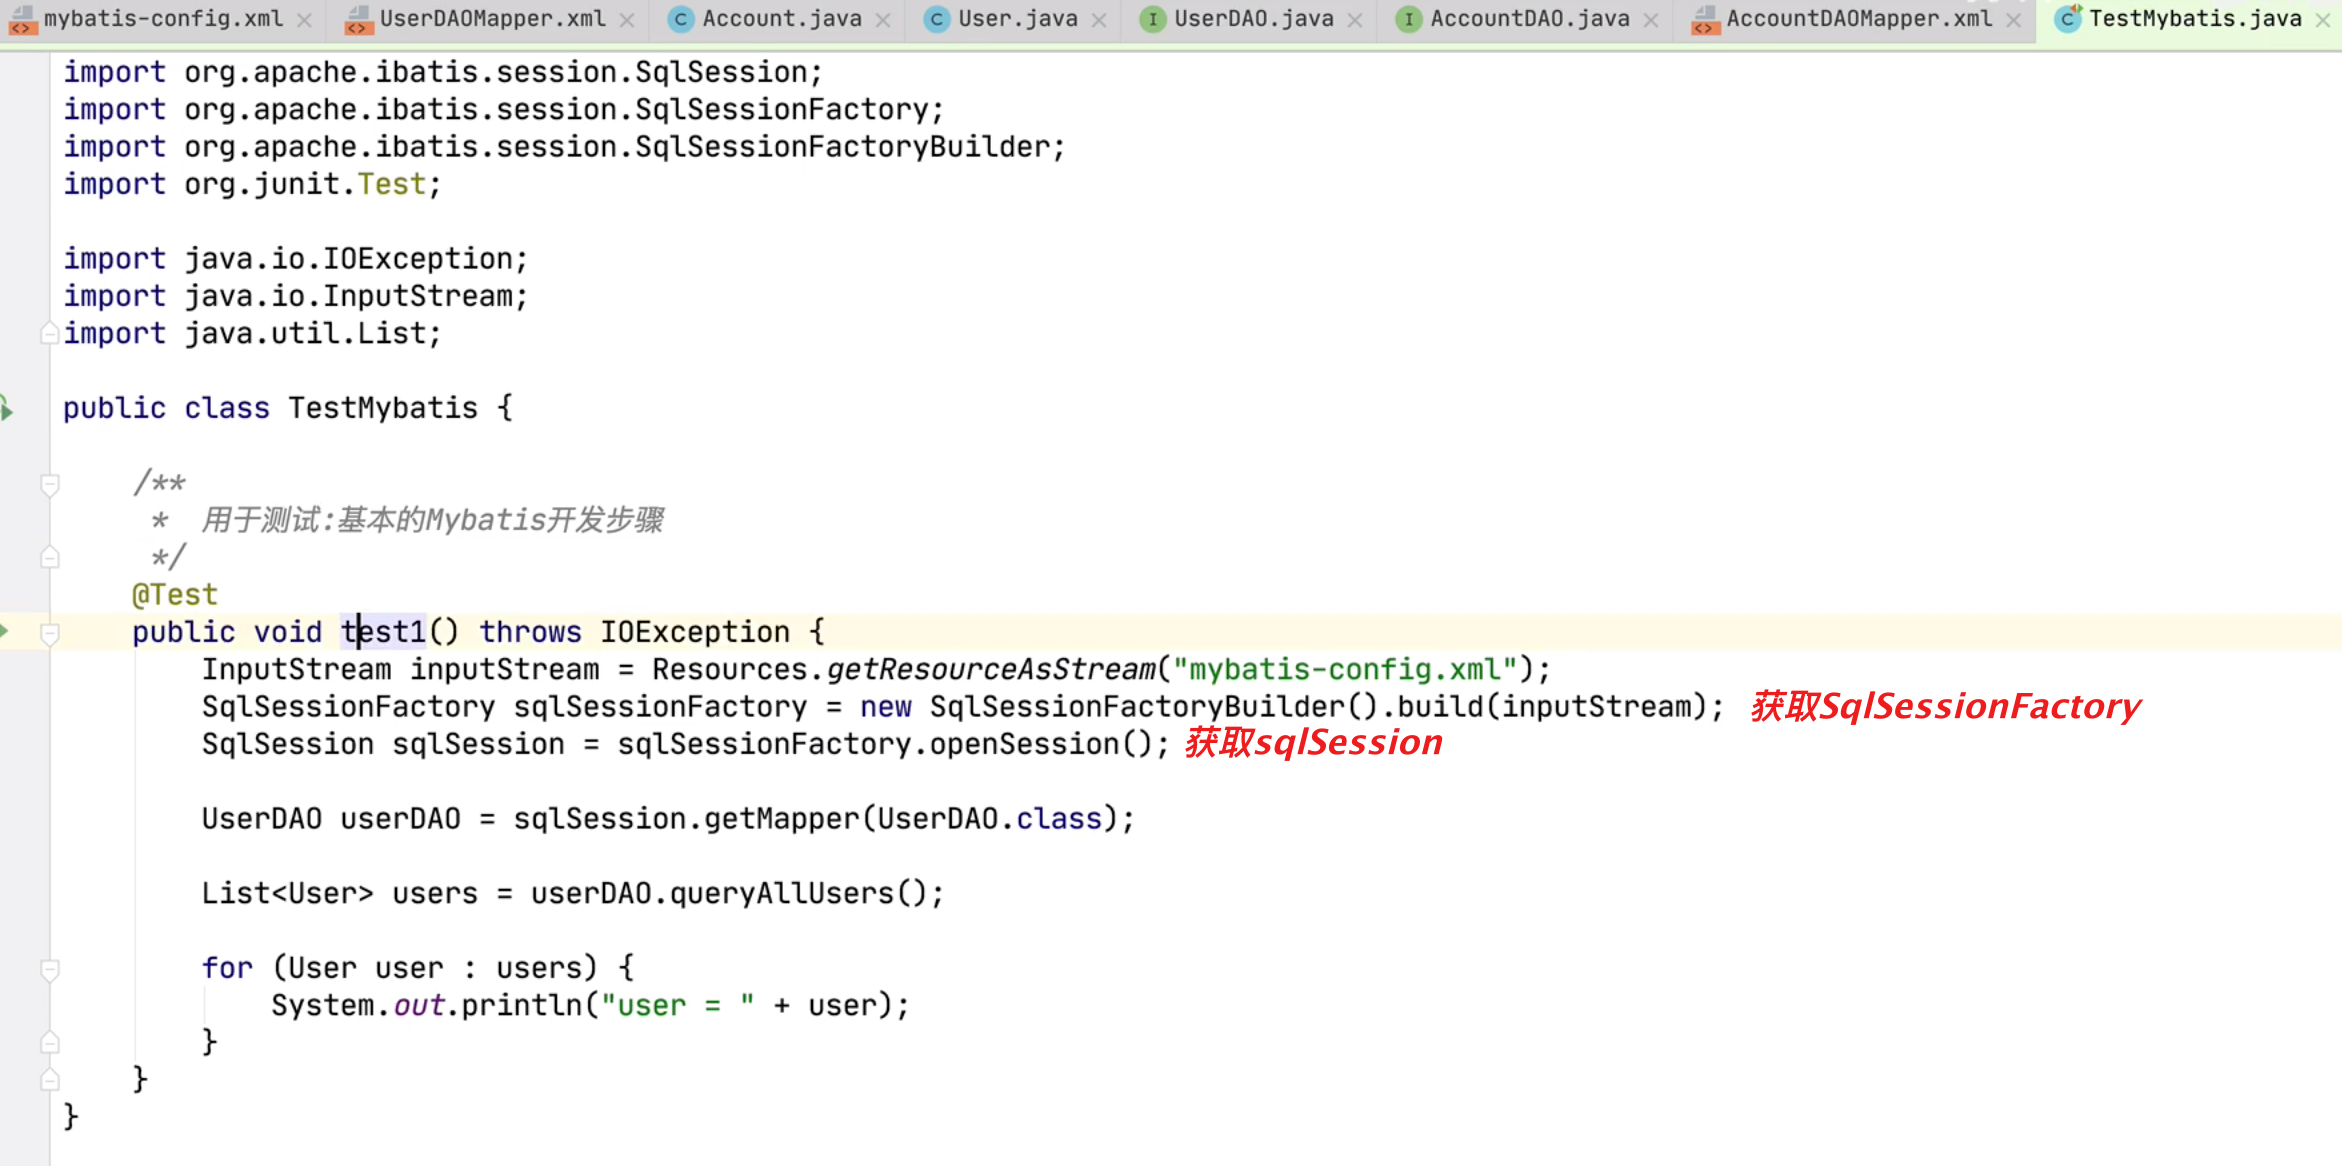 mybatis-config.xml UserDAOMapper.xml Account.java User.java UserDAO.java AccountDAO.java AccountDAOMapper.xml TestMybatis.java
import org.apache.ibatis.session.SqlSession;
import org.apache.ibatis.session.SqlSessionFactory;
import org.apache.ibatis.session.SqlSessionFactoryBuilder;
import org.junit.Test;
import java.io.IOException;
import java.io.InputStream;
import java.util.List;
public class TestMybatis {
/**
* 用于测试:基本的Mybatis开发步骤
*/
@Test
public void test1() throws IOException {
InputStream inputStream = Resources.getResourceAsStream("mybatis-config.xml");
SqlSessionFactory sqlSessionFactory = new SqlSessionFactoryBuilder().build(inputStream); 获取SqlSessionFactory
SqlSession sqlSession = sqlSessionFactory.openSession(); 获取sqlSession
UserDAO userDAO = sqlSession.getMapper(UserDAO.class);
List<User> users = userDAO.queryAllUsers();
for (User user : users) {
System.out.println("user = " + user);
}
}
}